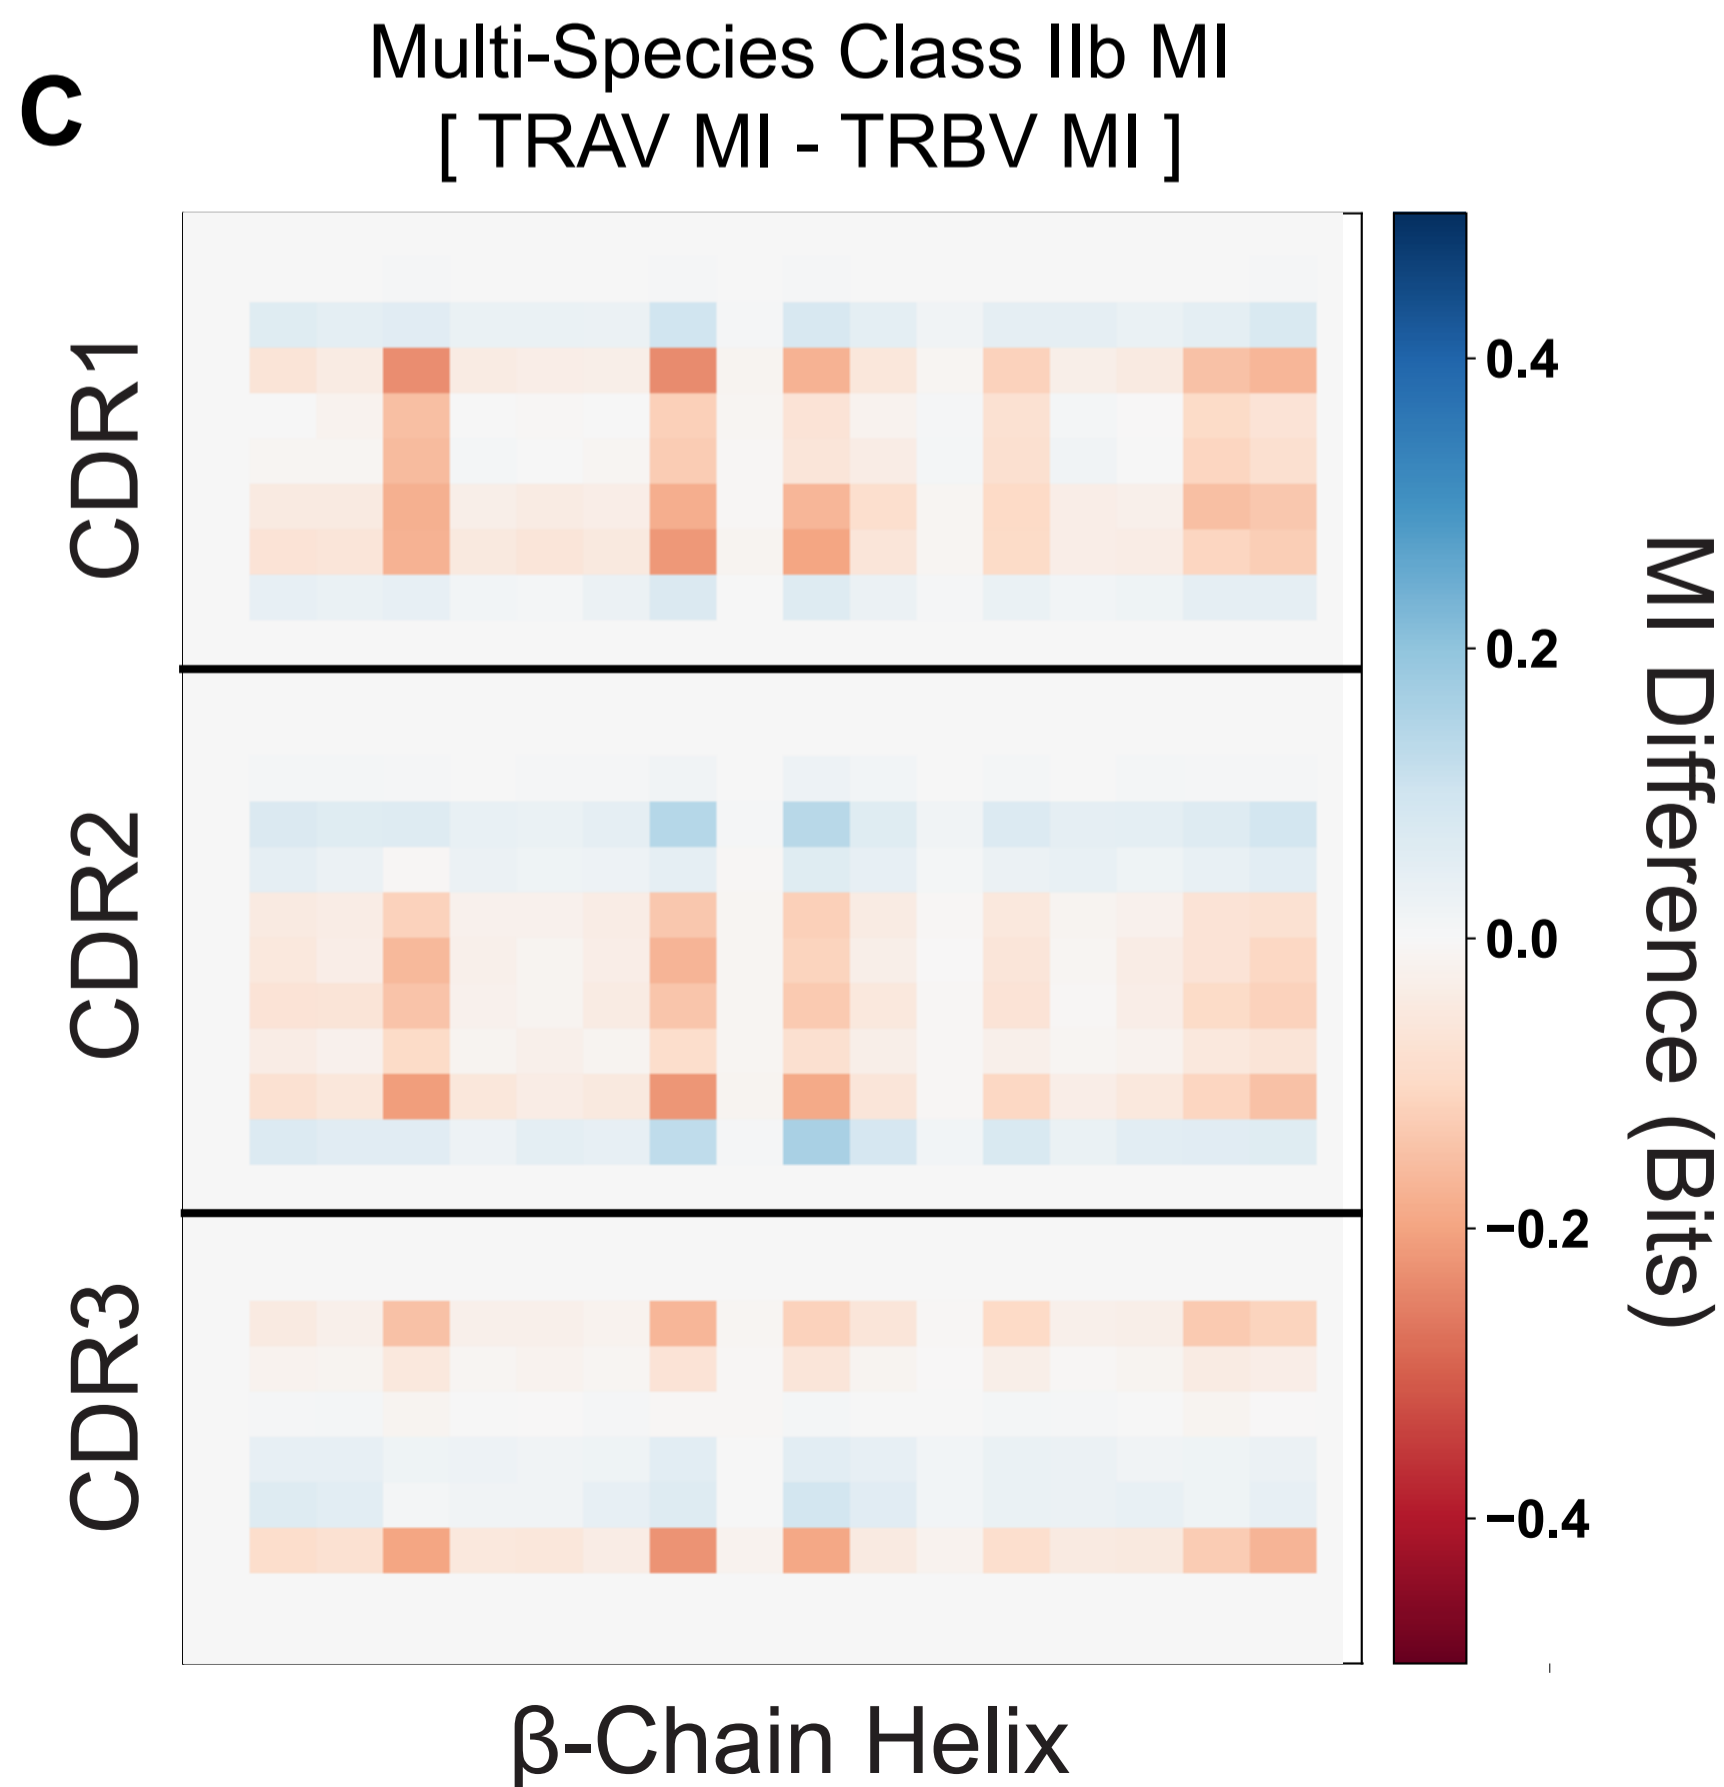 C
Multi-Species Class IIb MI
[ TRAV MI - TRBV MI ]
CDR1
CDR2
CDR3
β-Chain Helix
0.4
0.2
0.0
−0.2
−0.4
MI Difference (Bits)